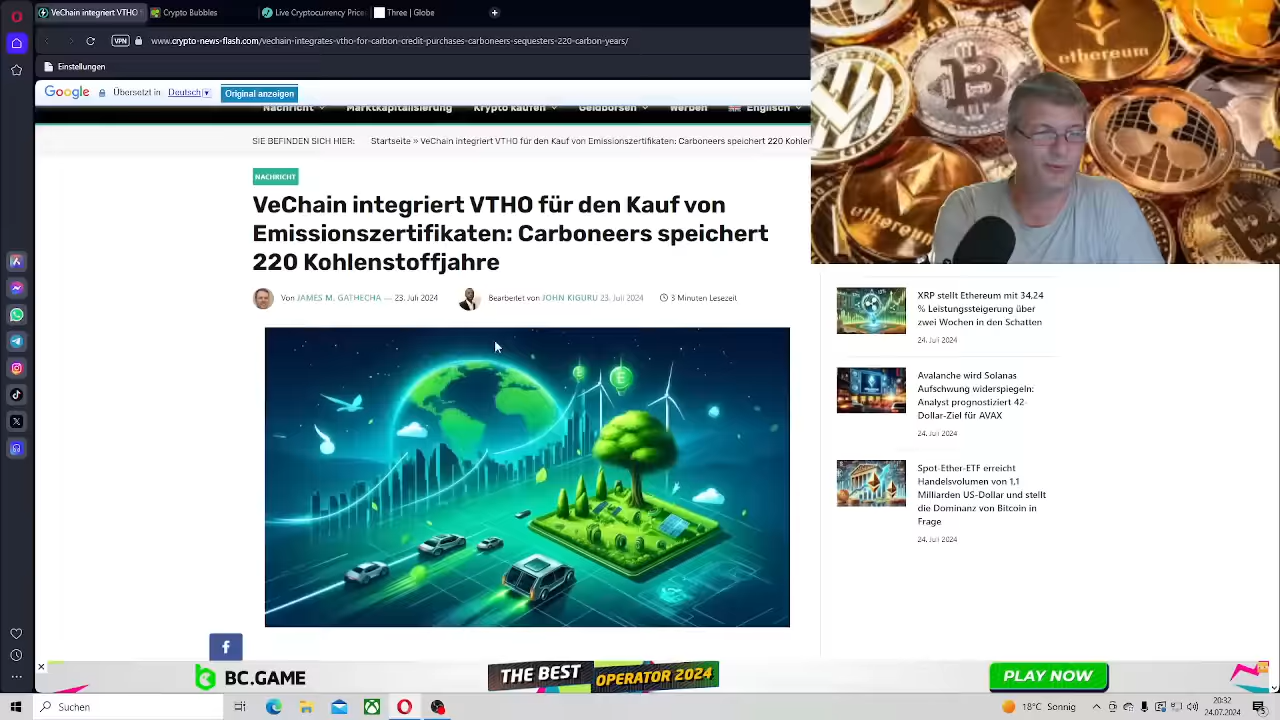 VeChain integriert VTHO
Crypto Bubbles
Live Cryptocurrency Price
Three | Globe
VPN
www.crypto-news-flash.com/vechain-integrates-vtho-for-carbon-credit-purchases-carboneers-sequesters-220-carbon-years/
Einstellungen
Google Übersetzt in: Deutsch Original anzeigen
Nachricht Marktkapitalisierung Krypto kaufen Geldbörsen Werben Englisch
SIE BEFINDEN SICH HIER: Startseite » VeChain integriert VTHO für den Kauf von Emissionszertifikaten: Carboneers speichert 220 Kohlen
NACHRICHT
VeChain integriert VTHO für den Kauf von
Emissionszertifikaten: Carboneers speichert
220 Kohlenstoffjahre
Von JAMES M. GATHECHA — 23. Juli 2024 Bearbeitet von JOHN KIGURU 23. Juli 2024 3 Minuten Lesezeit
ethereum
XRP stellt Ethereum mit 34,24
% Leistungssteigerung über
zwei Wochen in den Schatten
24. Juli 2024
Avalanche wird Solanas
Aufschwung widerspiegeln:
Analyst prognostiziert 42-
Dollar-Ziel für AVAX
24. Juli 2024
Spot-Ether-ETF erreicht
Handelsvolumen von 1,1
Milliarden US-Dollar und stellt
die Dominanz von Bitcoin in
Frage
24. Juli 2024
BC.GAME
THE BEST OPERATOR 2024
PLAY NOW
Suchen
18°C Sonnig
20:32
24.07.2024